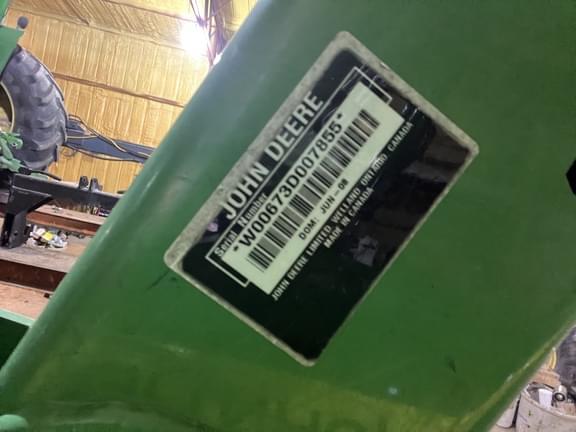 JOHN DEERE
Serial Number
*W00673D007855*
DOM: JUN - 08
JOHN DEERE LIMITED, WELLAND, ONTARIO CANADA
MADE IN CANADA